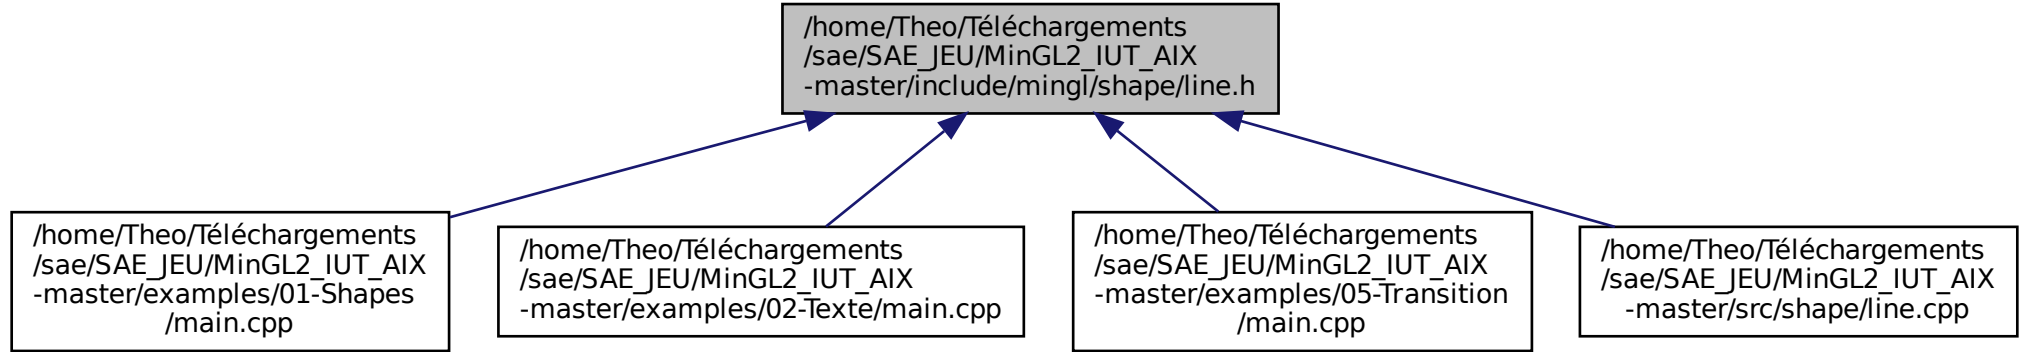 /home/Theo/Téléchargements
/sae/SAE_JEU/MinGL2_IUT_AIX
-master/include/mingl/shape/line.h
/home/Theo/Téléchargements
/sae/SAE_JEU/MinGL2_IUT_AIX
-master/examples/01-Shapes
/main.cpp
/home/Theo/Téléchargements
/sae/SAE_JEU/MinGL2_IUT_AIX
-master/examples/02-Texte/main.cpp
/home/Theo/Téléchargements
/sae/SAE_JEU/MinGL2_IUT_AIX
-master/examples/05-Transition
/main.cpp
/home/Theo/Téléchargements
/sae/SAE_JEU/MinGL2_IUT_AIX
-master/src/shape/line.cpp